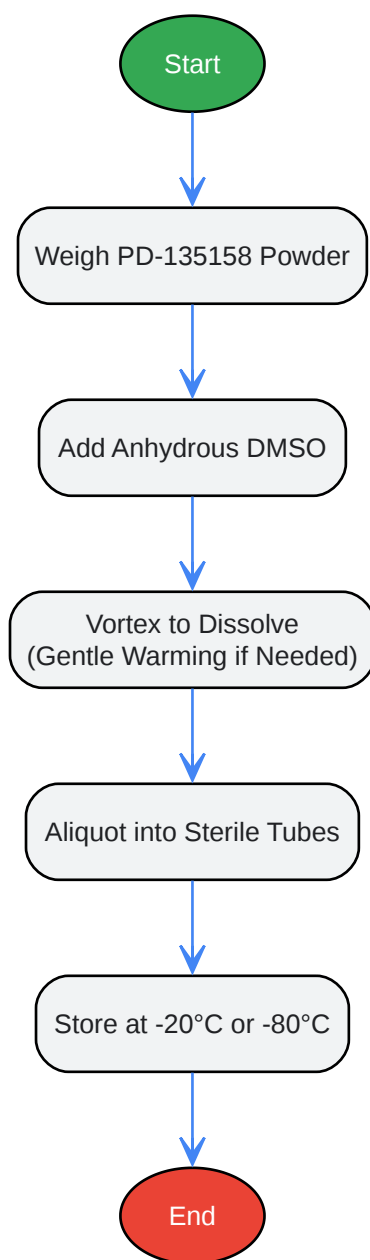 Start
Weigh PD-135158 Powder
Add Anhydrous DMSO
Vortex to Dissolve
(Gentle Warming if Needed)
Aliquot into Sterile Tubes
Store at -20°C or -80°C
End